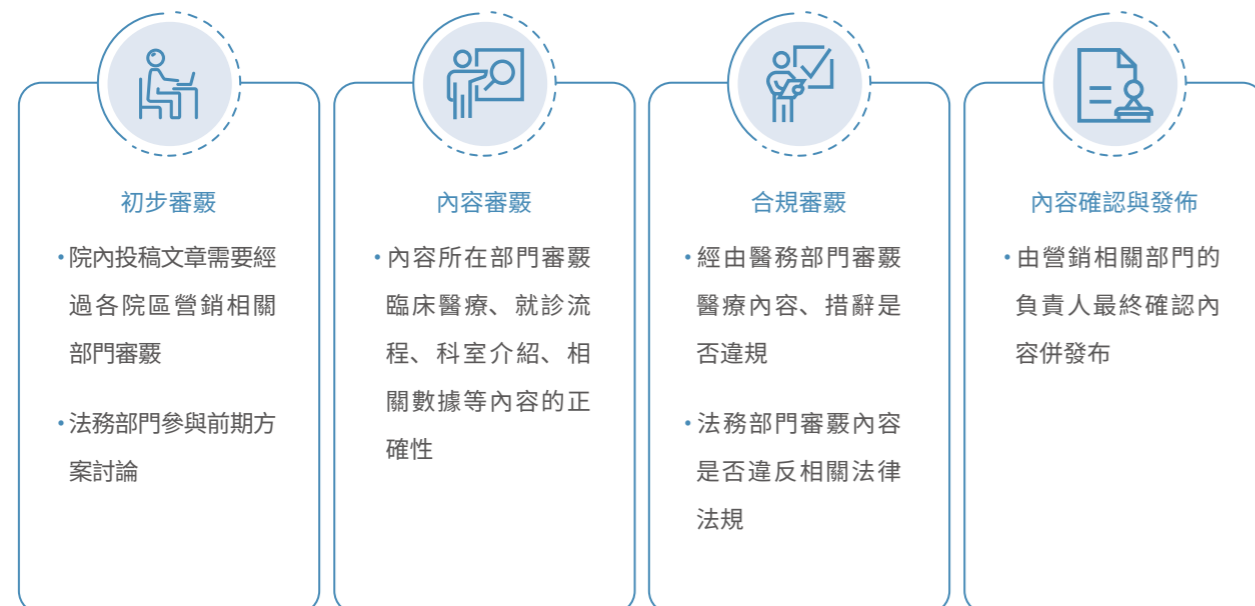 初步審覈
•院內投稿文章需要經
過各院區營銷相關
部門審覈
•法務部門參與前期方
案討論
內容審覈
•內容所在部門審覈
臨床醫療、就診流
程、科室介紹、相
關數據等內容的正
確性
合規審覈
•經由醫務部門審覈
醫療內容、措辭是
否違規
•法務部門審覈內容
是否違反相關法律
法規
內容確認與發佈
•由營銷相關部門的
負責人最終確認內
容併發布